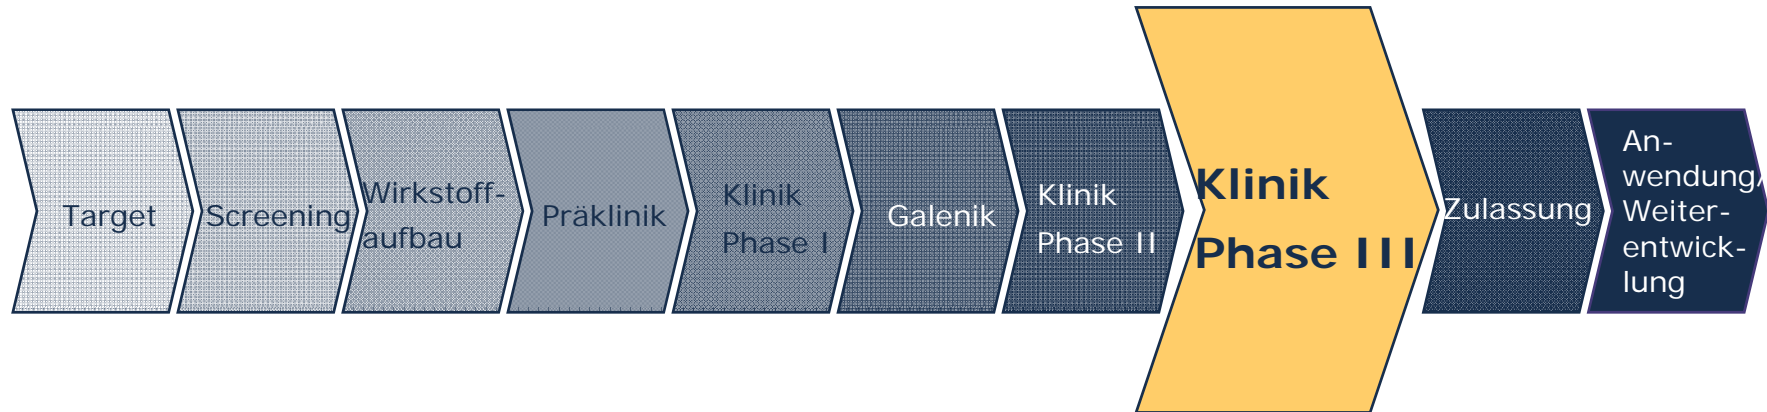 Target
Screening
Wirkstoff-
aufbau
Präklinik
Klinik
Phase I
Galenik
Klinik
Phase II
Klinik
Phase III
Zulassung
An-
wendung/
Weiter-
entwick-
lung